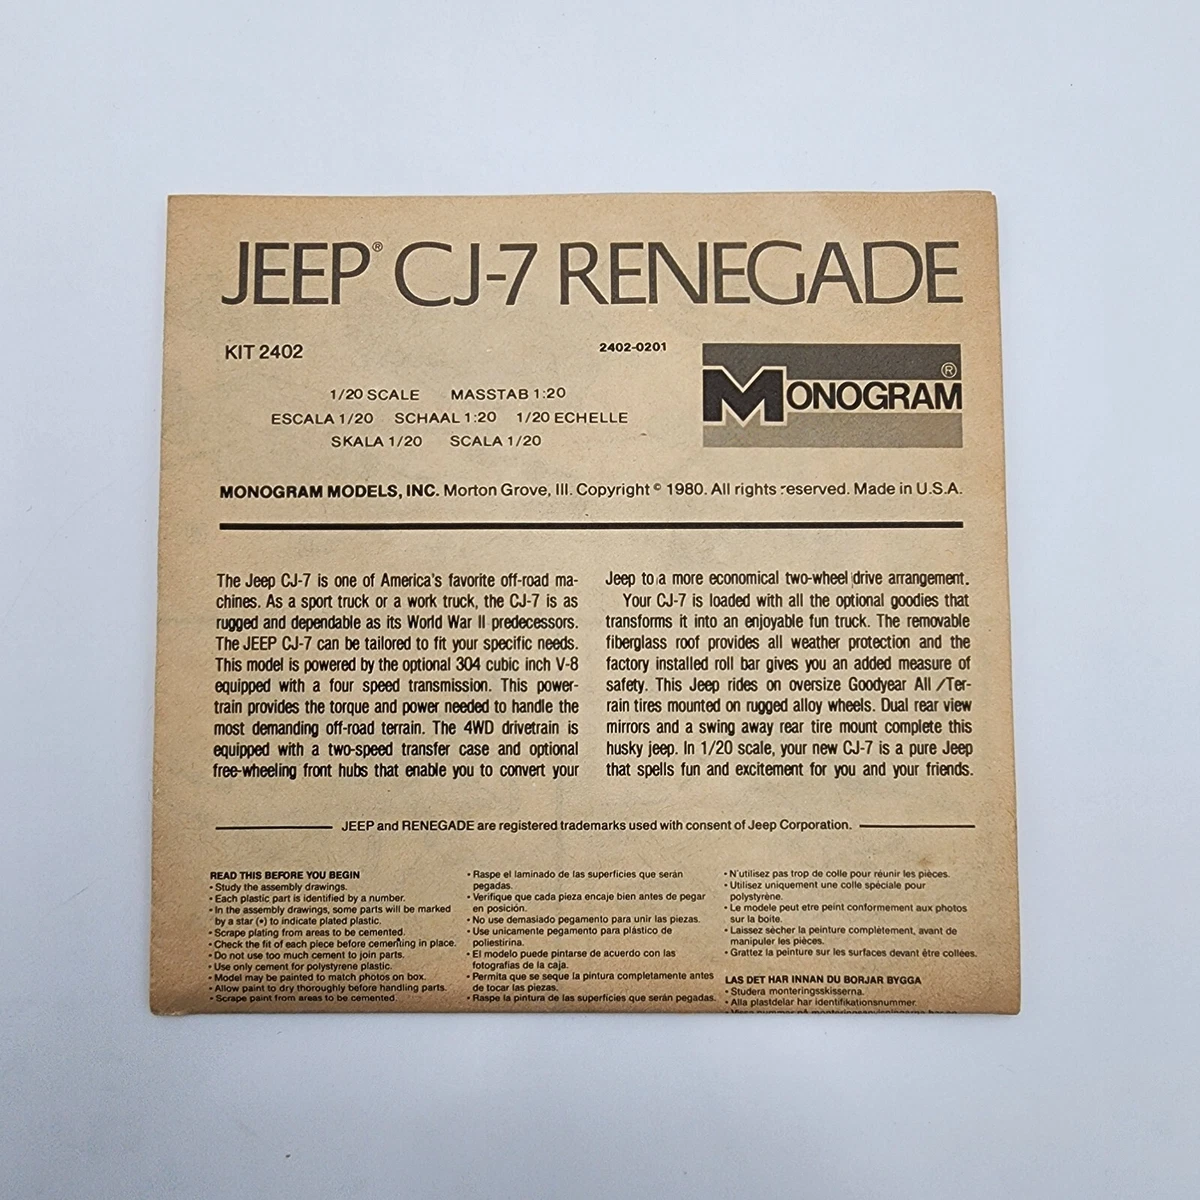 JEEP® CJ-7 RENEGADE
KIT 2402
2402-0201
1/20 SCALE MASSTAB 1:20
ESCALA 1/20 SCHAAL 1:20 1/20 ECHELLE
SKALA 1/20 SCALA 1/20
MONOGRAM®
MONOGRAM MODELS, INC. Morton Grove, Ill. Copyright © 1980. All rights reserved. Made in U.S.A.
The Jeep CJ-7 is one of America's favorite off-road ma-
chines. As a sport truck or a work truck, the CJ-7 is as
rugged and dependable as its World War II predecessors.
The JEEP CJ-7 can be tailored to fit your specific needs.
This model is powered by the optional 304 cubic inch V-8
equipped with a four speed transmission. This power-
train provides the torque and power needed to handle the
most demanding off-road terrain. The 4WD drivetrain is
equipped with a two-speed transfer case and optional
free-wheeling front hubs that enable you to convert your
Jeep to a more economical two-wheel drive arrangement.
Your CJ-7 is loaded with all the optional goodies that
transforms it into an enjoyable fun truck. The removable
fiberglass roof provides all weather protection and the
factory installed roll bar gives you an added measure of
safety. This Jeep rides on oversize Goodyear All /Ter-
rain tires mounted on rugged alloy wheels. Dual rear view
mirrors and a swing away rear tire mount complete this
husky jeep. In 1/20 scale, your new CJ-7 is a pure Jeep
that spells fun and excitement for you and your friends.
JEEP and RENEGADE are registered trademarks used with consent of Jeep Corporation.
READ THIS BEFORE YOU BEGIN
• Study the assembly drawings.
• Each plastic part is identified by a number.
• In the assembly drawings, some parts will be marked
by a star (★) to indicate plated plastic.
• Scrape plating from areas to be cemented.
• Check the fit of each piece before cementing in place.
• Do not use too much cement to join parts.
• Use only cement for polystyrene plastic.
• Model may be painted to match photos on box.
• Allow paint to dry thoroughly before handling parts.
• Scrape paint from areas to be cemented.
• Raspe el laminado de las superficies que serán
pegadas.
• Verifique que cada pieza encaje bien antes de pegar
en posición.
• No use demasiado pegamento para unir las piezas.
• Use unicamente pegamento para plástico de
poliestirina.
• El modelo puede pintarse de acuerdo con las
fotografías de la caja.
• Permita que se seque la pintura completamente antes
de tocar las piezas.
• Raspe la pintura de las superficies que serán pegadas.
• N'utilisez pas trop de colle pour réunir les pièces.
• Utilisez uniquement une colle spéciale pour
polystyrène.
• Le modele peut etre peint conformement aux photos
sur la boite.
• Laissez sècher la peinture complètement, avant de
manipuler les pièces.
• Grattez la peinture sur les surfaces devant être collées.
LAS DET HAR INNAN DU BORJAR BYGGA
• Studera monteringsskisserna.
• Alla plastdelar har identifikationsnummer.